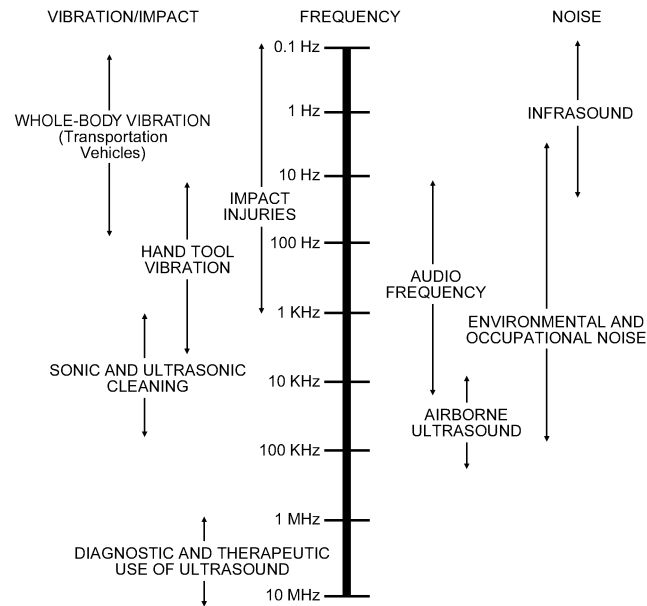 VIBRATION/IMPACT
FREQUENCY
NOISE
0.1 Hz
1 Hz
10 Hz
100 Hz
1 KHz
10 KHz
100 KHz
1 MHz
10 MHz
WHOLE-BODY VIBRATION
(Transportation
Vehicles)
IMPACT
INJURIES
HAND TOOL
VIBRATION
SONIC AND ULTRASONIC
CLEANING
DIAGNOSTIC AND THERAPEUTIC
USE OF ULTRASOUND
INFRASOUND
AUDIO
FREQUENCY
ENVIRONMENTAL AND
OCCUPATIONAL NOISE
AIRBORNE
ULTRASOUND